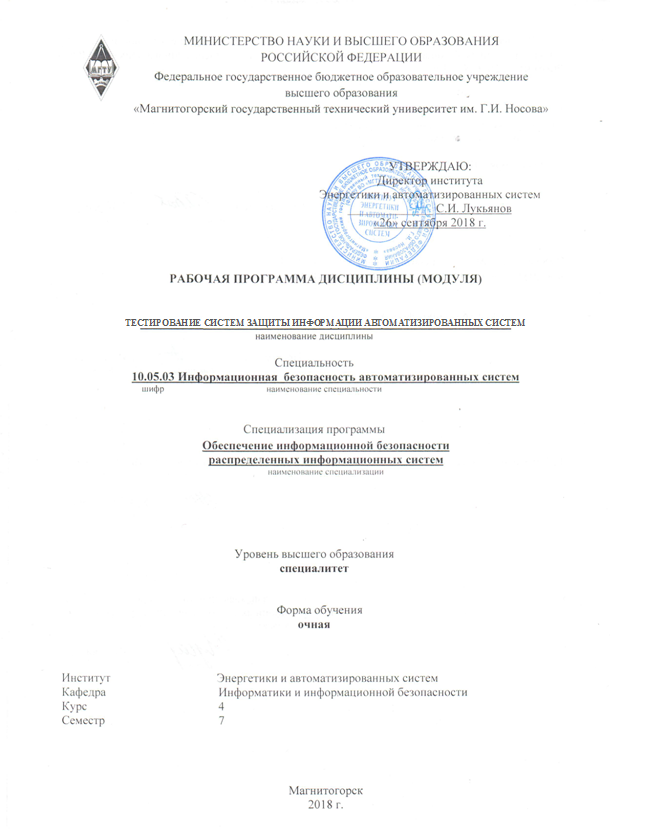 МИНИСТЕРСТВО НАУКИ И ВЫСШЕГО ОБРАЗОВАНИЯ
РОССИЙСКОЙ ФЕДЕРАЦИИ
Федеральное государственное бюджетное образовательное учреждение
высшего образования
«Магнитогорский государственный технический университет им. Г.И. Носова»
УТВЕРЖДАЮ:
Директор института
Энергетики и автоматизированных систем
С.И. Лукьянов
«26» сентября 2018 г.
ЭНЕРГЕТИКИ
СИСТЕМ
РАБОЧАЯ ПРОГРАММА ДИСЦИПЛИНЫ (МОДУЛЯ)
ТЕСТИРОВАНИЕ СИСТЕМ ЗАЩИТЫ ИНФОРМАЦИИ АВТОМАТИЗИРОВАННЫХ СИСТЕМ
наименование дисциплины
Специальность
10.05.03 Информационная безопасность автоматизированных систем
шифр наименование специальности
Специализация программы
Обеспечение информационной безопасности
распределенных информационных систем
наименование специализации
Уровень высшего образования
специалитет
Форма обучения
очная
Институт Энергетики и автоматизированных систем
Кафедра Информатики и информационной безопасности
Курс 4
Семестр 7
Магнитогорск
2018 г.